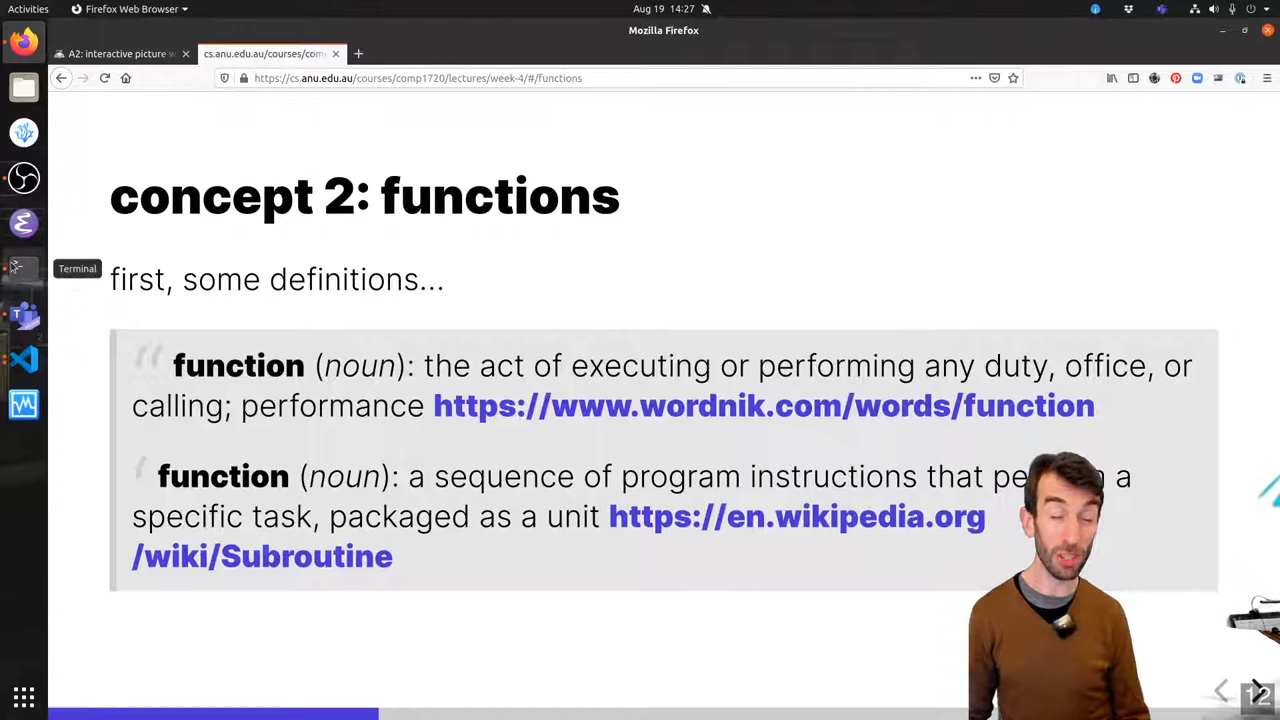 Activities
Firefox Web Browser
Aug 19 14:27
Mozilla Firefox
A2: interactive picture
cs.anu.edu.au/courses/com
https://cs.anu.edu.au/courses/comp1720/lectures/week-4/#/functions
concept 2: functions
Terminal
first, some definitions...
function (noun): the act of executing or performing any duty, office, or
calling; performance https://www.wordnik.com/words/function
function (noun): a sequence of program instructions that a
specific task, packaged as a unit https://en.wikipedia.org
/wiki/Subroutine
12